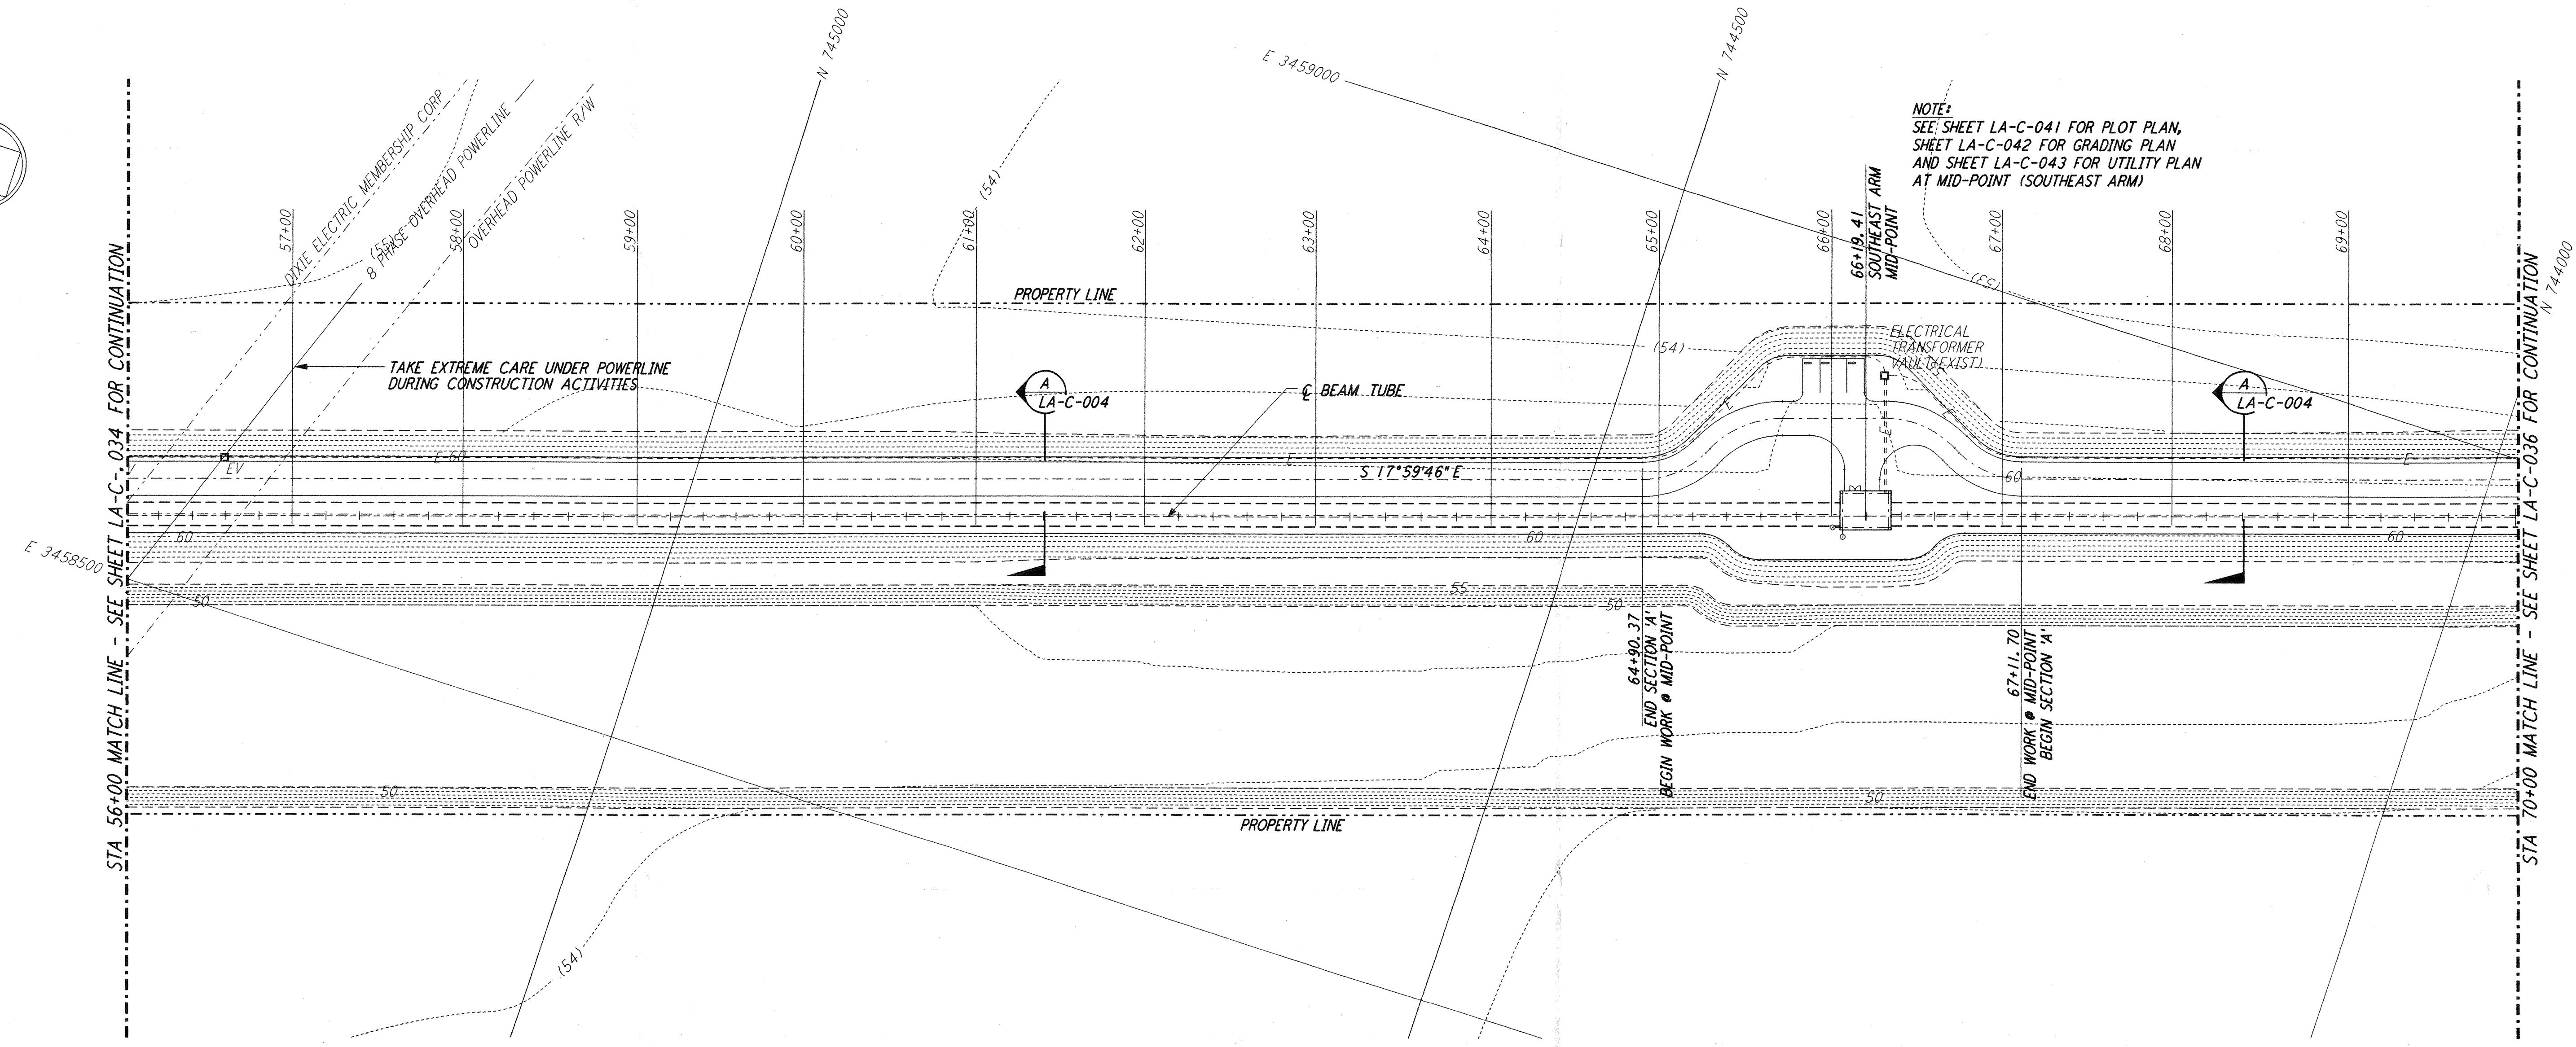 N 745000
N 744500
E 3459000
NOTE:
SEE SHEET LA-C-041 FOR PLOT PLAN,
SHEET LA-C-042 FOR GRADING PLAN
AND SHEET LA-C-043 FOR UTILITY PLAN
AT MID-POINT (SOUTHEAST ARM)
DIXIE ELECTRIC MEMBERSHIP CORP
8 PHASE OVERHEAD POWERLINE
OVERHEAD POWERLINE R/W
(55)
(54)
57+00
58+00
59+00
60+00
61+00
62+00
63+00
64+00
65+00
66+00
66+19.41
SOUTHEAST ARM
MID-POINT
67+00
68+00
69+00
N 744000
(53)
PROPERTY LINE
(54)
ELECTRICAL
TRANSFORMER
VAULT(EXIST)
TAKE EXTREME CARE UNDER POWERLINE
DURING CONSTRUCTION ACTIVITIES
A
LA-C-004
℄ BEAM TUBE
A
LA-C-004
55
E
E
E
EV
E 60
E
S 17°59'46" E
60
E
60
60
60
E 3458500
50
55
50
64+90.37
END SECTION 'A'
BEGIN WORK @ MID-POINT
67+11.70
END WORK @ MID-POINT
BEGIN SECTION 'A'
50
50
PROPERTY LINE
(54)
STA 56+00 MATCH LINE - SEE SHEET LA-C-.034 FOR CONTINUATION
STA 70+00 MATCH LINE - SEE SHEET LA-C-036 FOR CONTINUATION